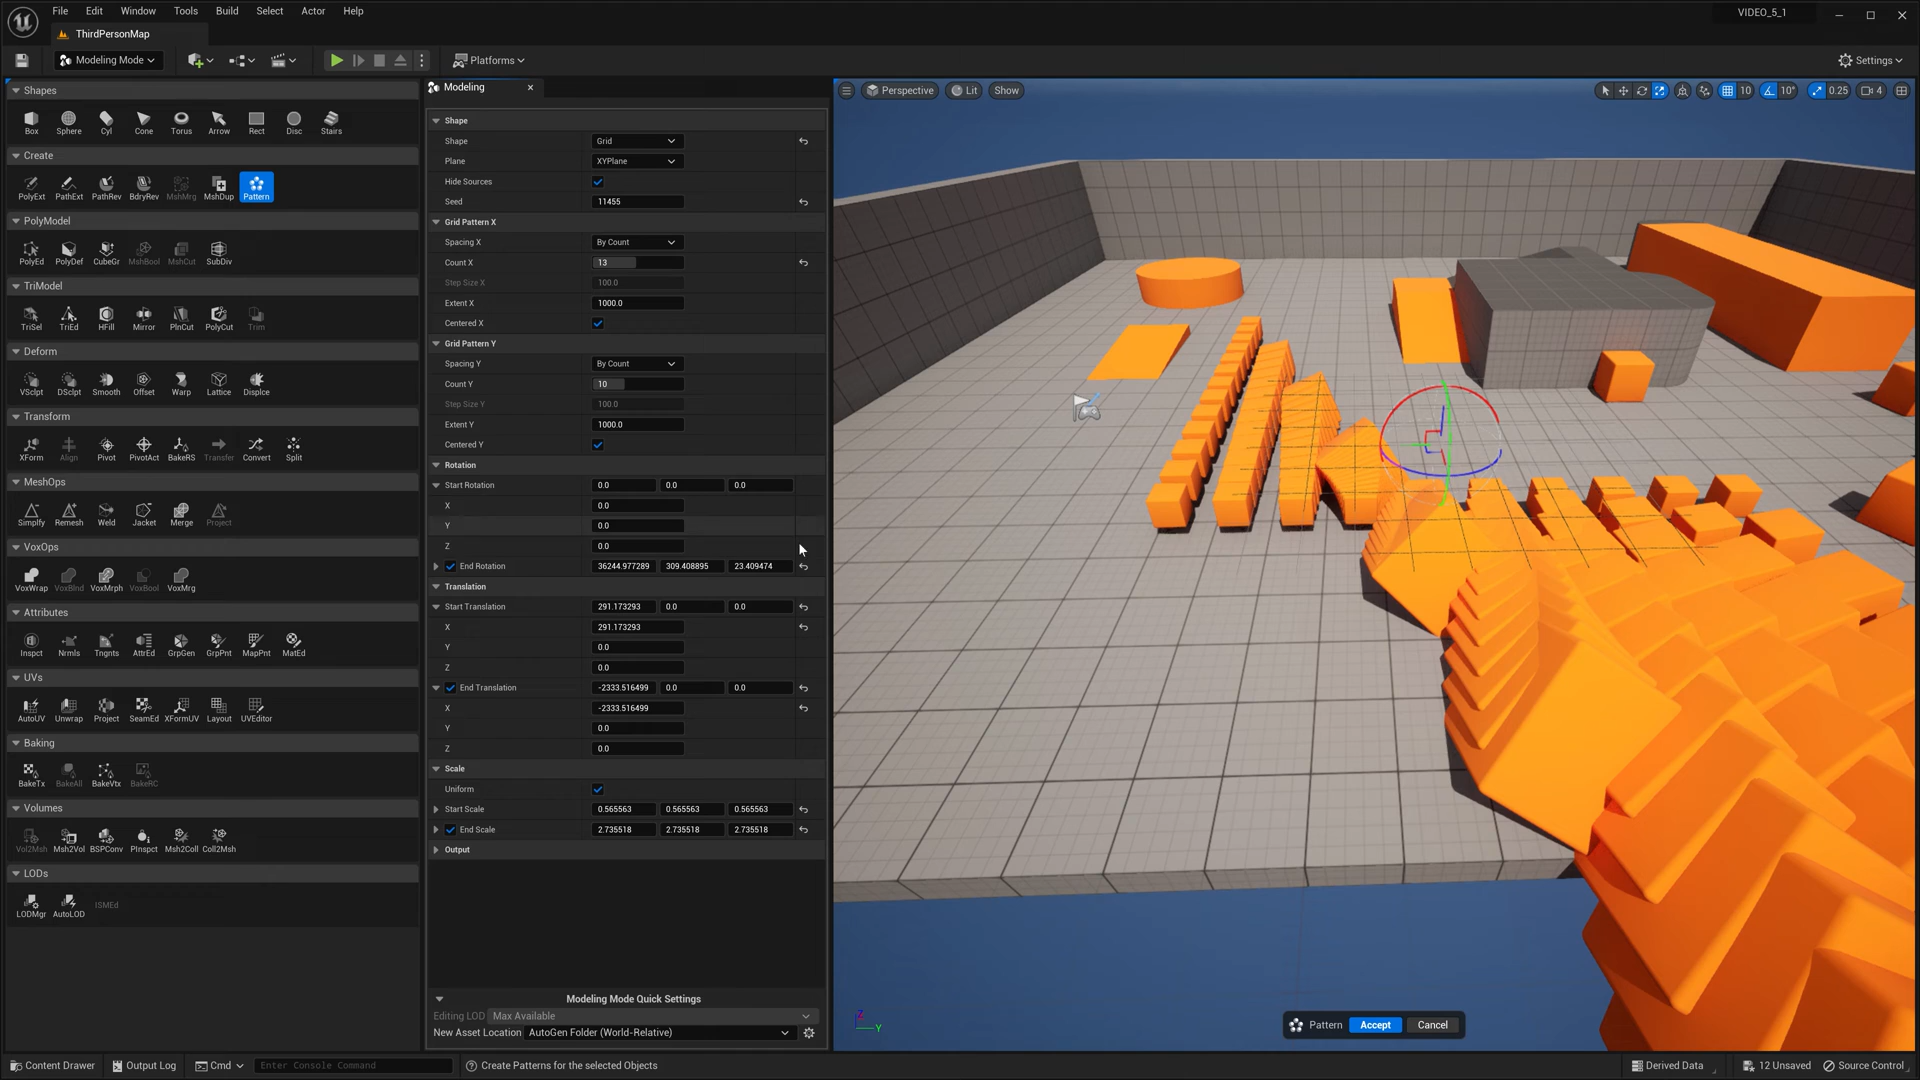 File Edit Window Tools Build Select Actor Help
VIDEO_5_1
ThirdPersonMap
Modeling Mode
Platforms
Settings
Shapes
Box Sphere Cyl Cone Torus Arrow Rect Disc Stairs
Create
PolyExt PathExt PathRev BdryRev MshMrg MshDup Pattern
PolyModel
PolyEd PolyDef CubeGr MshBool MshCut SubDiv
TriModel
TriSel TriEd HFill Mirror PlnCut PolyCut Trim
Deform
VSclpt DSclpt Smooth Offset Warp Lattice Displce
Transform
XForm Align Pivot PivotAct BakeRS Transfer Convert Split
MeshOps
Simplfy Remesh Weld Jacket Merge Project
VoxOps
VoxWrap VoxBlnd VoxMrph VoxBool VoxMrg
Attributes
Inspct Nrmls Tngnts AttrEd GrpGen GrpPnt MapPnt MatEd
UVs
AutoUV Unwrap Project SeamEd XFormUV Layout UVEditor
Baking
BakeTx BakeAll BakeVtx BakeRC
Volumes
Vol2Msh Msh2Vol BSPConv PInspct Msh2Coll Coll2Msh
LODs
LODMgr AutoLOD ISMEd
Modeling
Shape
Shape Grid
Plane XYPlane
Hide Sources
Seed 11455
Grid Pattern X
Spacing X By Count
Count X 13
Step Size X 100.0
Extent X 1000.0
Centered X
Grid Pattern Y
Spacing Y By Count
Count Y 10
Step Size Y 100.0
Extent Y 1000.0
Centered Y
Rotation
Start Rotation 0.0 0.0 0.0
X 0.0
Y 0.0
Z 0.0
End Rotation 36244.977289 309.408895 23.409474
Translation
Start Translation 291.173293 0.0 0.0
X 291.173293
Y 0.0
Z 0.0
End Translation -2333.516499 0.0 0.0
X -2333.516499
Y 0.0
Z 0.0
Scale
Uniform
Start Scale 0.565563 0.565563 0.565563
End Scale 2.735518 2.735518 2.735518
Output
Modeling Mode Quick Settings
Editing LOD Max Available
New Asset Location AutoGen Folder (World-Relative)
Perspective Lit Show
10 10° 0.25 4
Z
Y
Pattern Accept Cancel
Content Drawer Output Log Cmd Enter Console Command Create Patterns for the selected Objects Derived Data 12 Unsaved Source Control